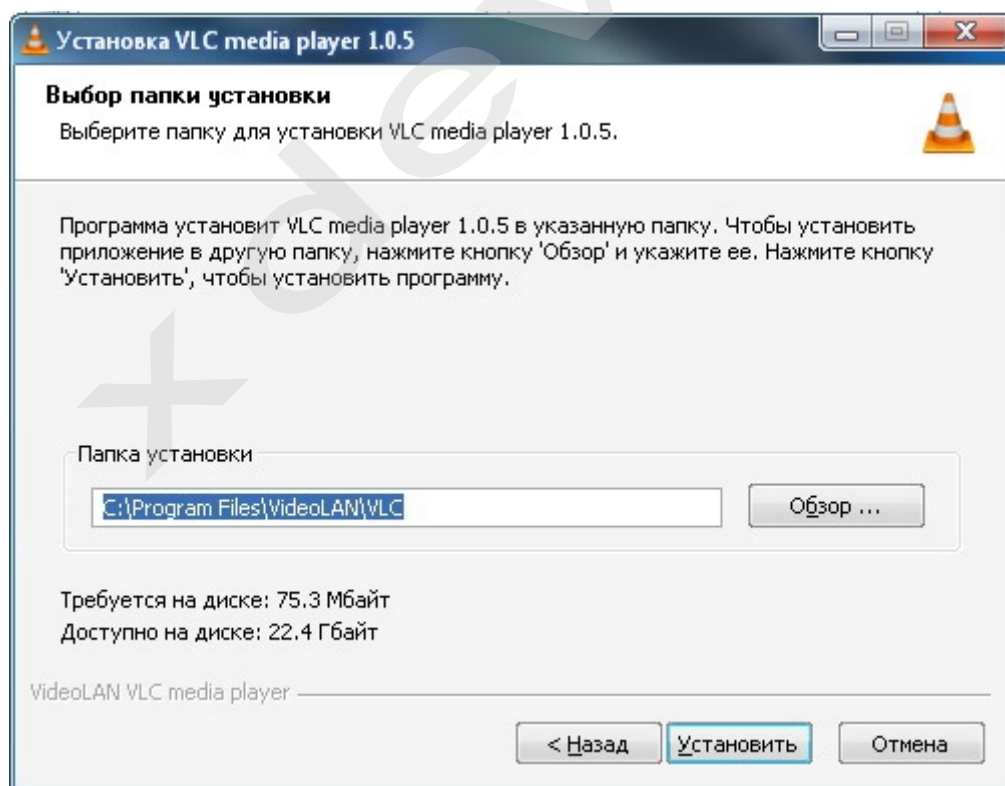 Установка VLC media player 1.0.5
Выбор папки установки
Выберите папку для установки VLC media player 1.0.5.
Программа установит VLC media player 1.0.5 в указанную папку. Чтобы установить
приложение в другую папку, нажмите кнопку 'Обзор' и укажите ее. Нажмите кнопку
'Установить', чтобы установить программу.
Папка установки
C:\Program Files\VideoLAN\VLC
Обзор ...
Требуется на диске: 75.3 Мбайт
Доступно на диске: 22.4 Гбайт
VideoLAN VLC media player
< Назад
Установить
Отмена
x dev